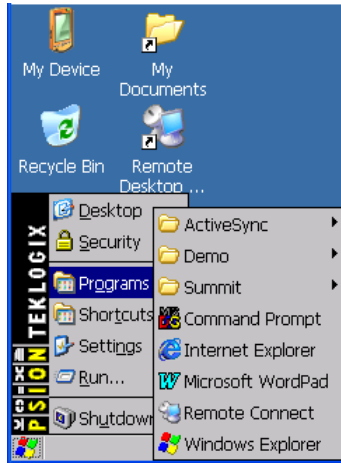 My Device
My
Documents
Recycle Bin
Remote
Desktop ...
PSION TEKLOGIX
Desktop
Security
Programs
Shortcuts
Settings
Run...
Shutdown
ActiveSync
Demo
Summit
Command Prompt
Internet Explorer
Microsoft WordPad
Remote Connect
Windows Explorer